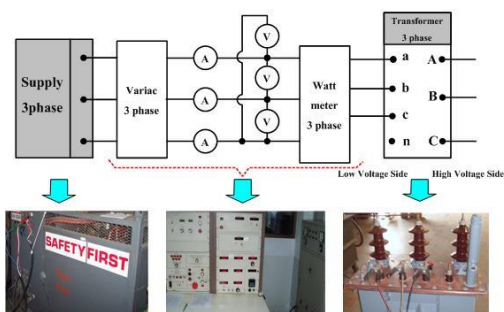 Transformer
3 phase
Supply
3phase
Variac
3 phase
A
A
A
V
V
V
Watt
meter
3 phase
a
b
c
n
A
B
C
Low Voltage Side
High Voltage Side
SAFETY FIRST